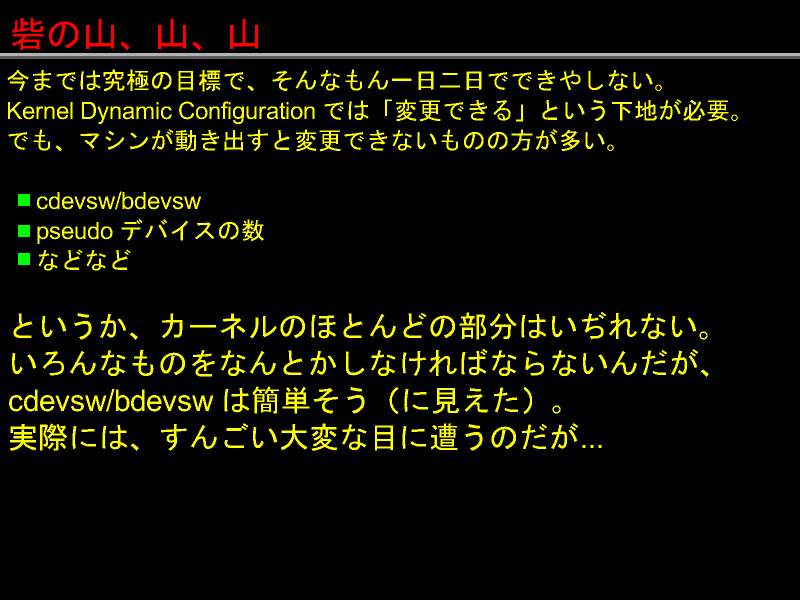 砦の山、山、山
今までは究極の目標で、そんなもん一日二日でできやしない。
Kernel Dynamic Configuration では「変更できる」という下地が必要。
でも、マシンが動き出すと変更できないものの方が多い。
cdevsw/bdevsw
pseudo デバイスの数
などなど
というか、カーネルのほとんどの部分はいぢれない。
いろんなものをなんとかしなければならないんだが、
cdevsw/bdevsw は簡単そう（に見えた）。
実際には、すんごい大変な目に遭うのだが...